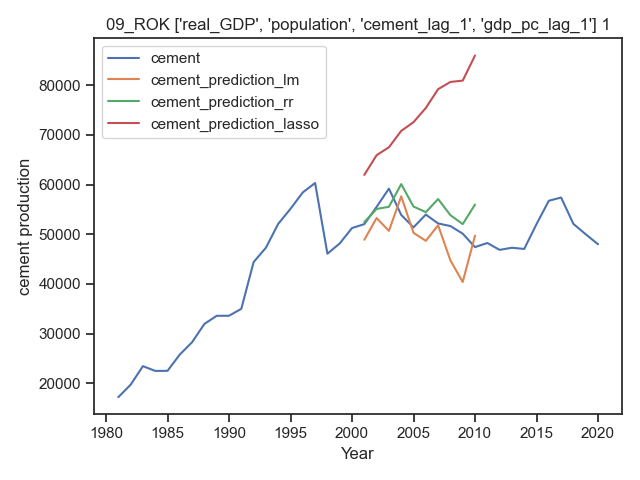 09_ROK ['real_GDP', 'population', 'cement_lag_1', 'gdp_pc_lag_1'] 1
cement
cement_prediction_lm
cement_prediction_rr
cement_prediction_lasso
cement production
80000
70000
60000
50000
40000
30000
20000
1980 1985 1990 1995 2000 2005 2010 2015 2020
Year